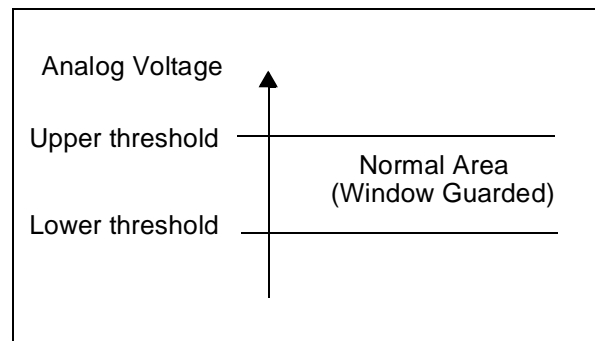 Analog Voltage
Upper threshold
Normal Area
(Window Guarded)
Lower threshold